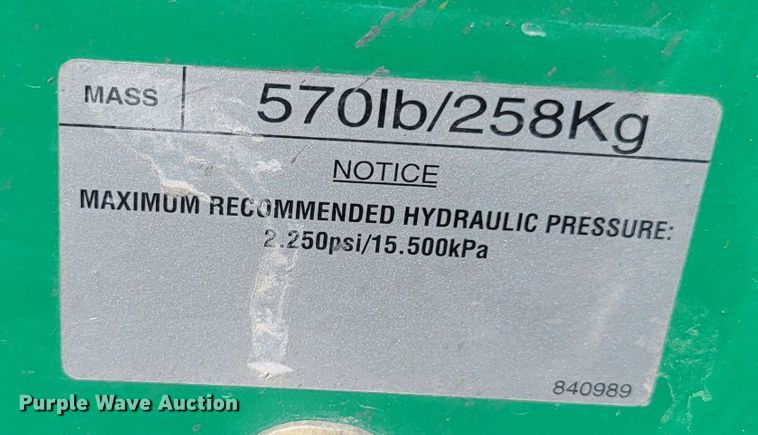 MASS 570lb/258Kg
NOTICE
MAXIMUM RECOMMENDED HYDRAULIC PRESSURE:
2.250psi/15.500kPa
840989
Purple Wave Auction